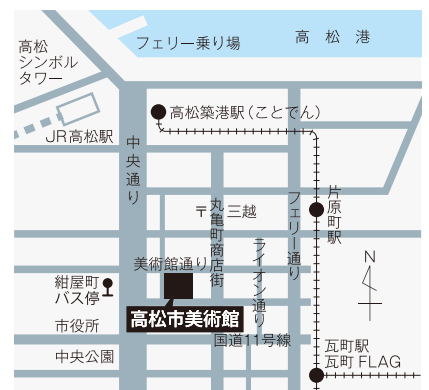 フェリー乗り場
高松港
高松
シンボル
タワー
高松築港駅(ことでん)
JR高松駅
中央通り
丸亀町商店街
フェリー通り
片原町駅
〒
三越
美術館通り
ライオン通り
N
紺屋町
バス停
高松市美術館
市役所
国道11号線
中央公園
瓦町駅
瓦町 FLAG